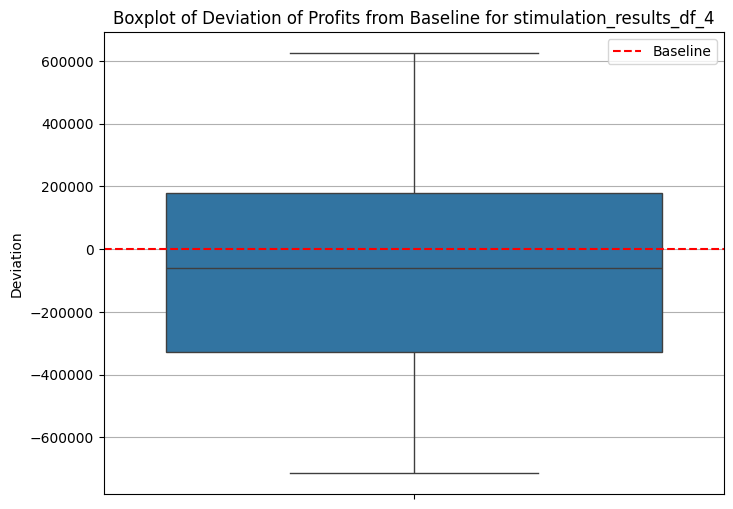 Boxplot of Deviation of Profits from Baseline for stimulation_results_df_4
Baseline
600000
400000
200000
0
−200000
−400000
−600000
Deviation